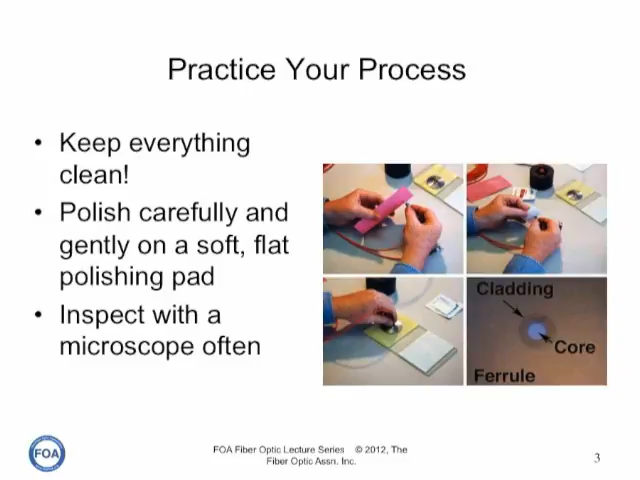 Practice Your Process
• Keep everything
clean!
• Polish carefully and
gently on a soft, flat
polishing pad
• Inspect with a
microscope often
Cladding
Core
Ferrule
FOA
FOA Fiber Optic Lecture Series © 2012, The
Fiber Optic Assn. Inc.
3